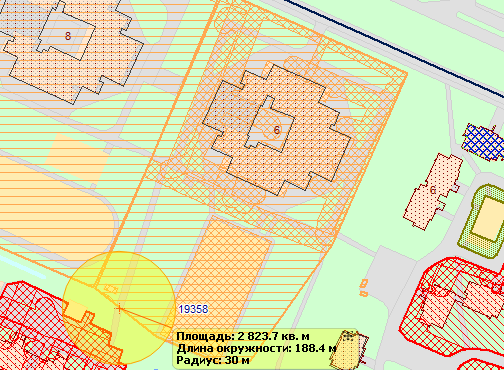 8
6
6
19358
Площадь: 2 823.7 кв. м
Длина окружности: 188.4 м
Радиус: 30 м